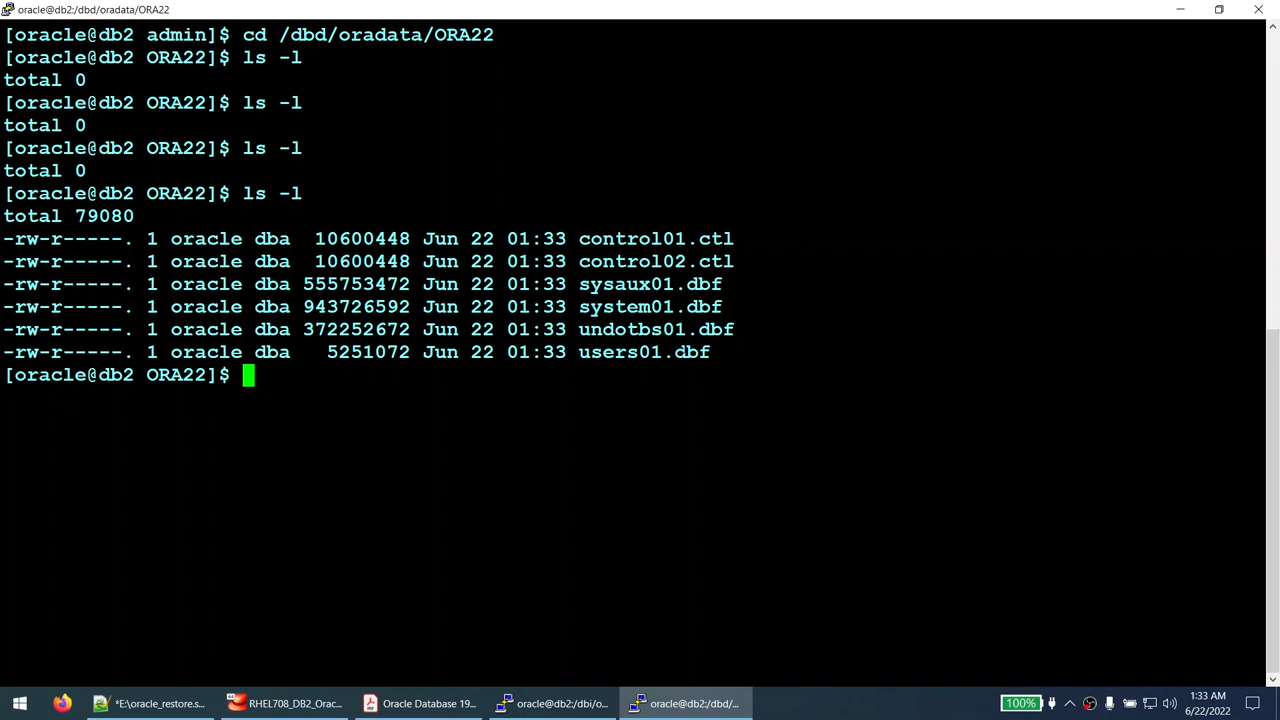 oracle@db2:/dbd/oradata/ORA22
[oracle@db2 admin]$ cd /dbd/oradata/ORA22
[oracle@db2 ORA22]$ ls -l
total 0
[oracle@db2 ORA22]$ ls -l
total 0
[oracle@db2 ORA22]$ ls -l
total 0
[oracle@db2 ORA22]$ ls -l
total 79080
-rw-r-----. 1 oracle dba  10600448 Jun 22 01:33 control01.ctl
-rw-r-----. 1 oracle dba  10600448 Jun 22 01:33 control02.ctl
-rw-r-----. 1 oracle dba 555753472 Jun 22 01:33 sysaux01.dbf
-rw-r-----. 1 oracle dba 943726592 Jun 22 01:33 system01.dbf
-rw-r-----. 1 oracle dba 372252672 Jun 22 01:33 undotbs01.dbf
-rw-r-----. 1 oracle dba   5251072 Jun 22 01:33 users01.dbf
[oracle@db2 ORA22]$
*E:\oracle_restore.s... RHEL708_DB2_Orac... Oracle Database 19... oracle@db2:/dbi/o... oracle@db2:/dbd/... 100% 1:33 AM
6/22/2022